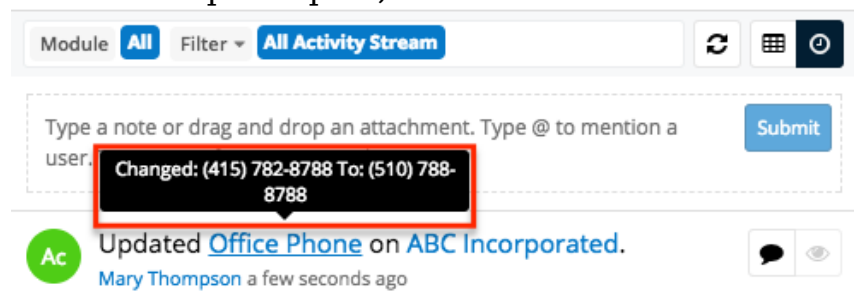 Module All Filter All Activity Stream
Type a note or drag and drop an attachment. Type @ to mention a
Submit
user.
Changed: (415) 782-8788 To: (510) 788-
8788
Ac
Updated Office Phone on ABC Incorporated.
Mary Thompson a few seconds ago